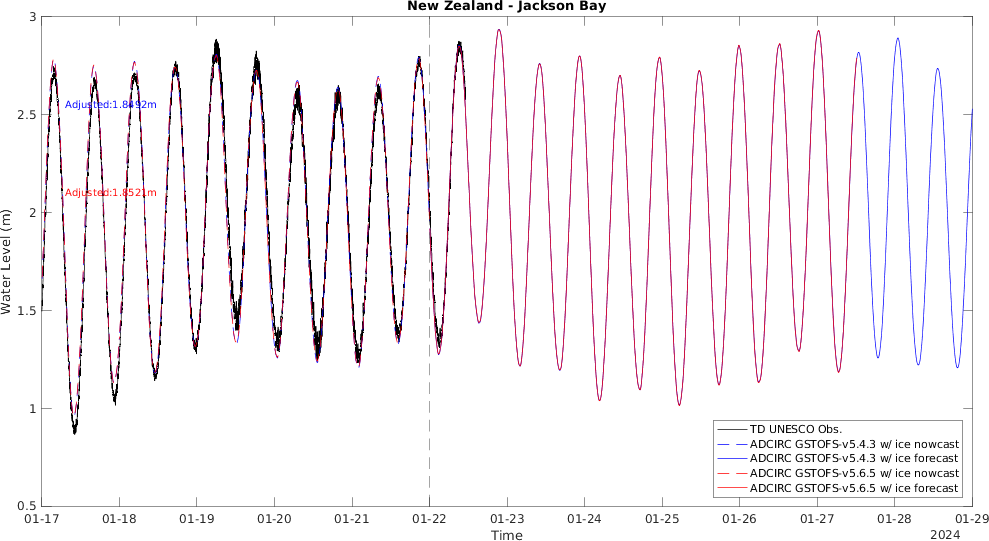 New Zealand - Jackson Bay
3
2.5
2
1.5
1
0.5
Water Level (m)
Adjusted:1.8492m
Adjusted:1.8521m
TD UNESCO Obs.
ADCIRC GSTOFS-v5.4.3 w/ ice nowcast
ADCIRC GSTOFS-v5.4.3 w/ ice forecast
ADCIRC GSTOFS-v5.6.5 w/ ice nowcast
ADCIRC GSTOFS-v5.6.5 w/ ice forecast
01-17 01-18 01-19 01-20 01-21 01-22 01-23 01-24 01-25 01-26 01-27 01-28 01-29
Time
2024